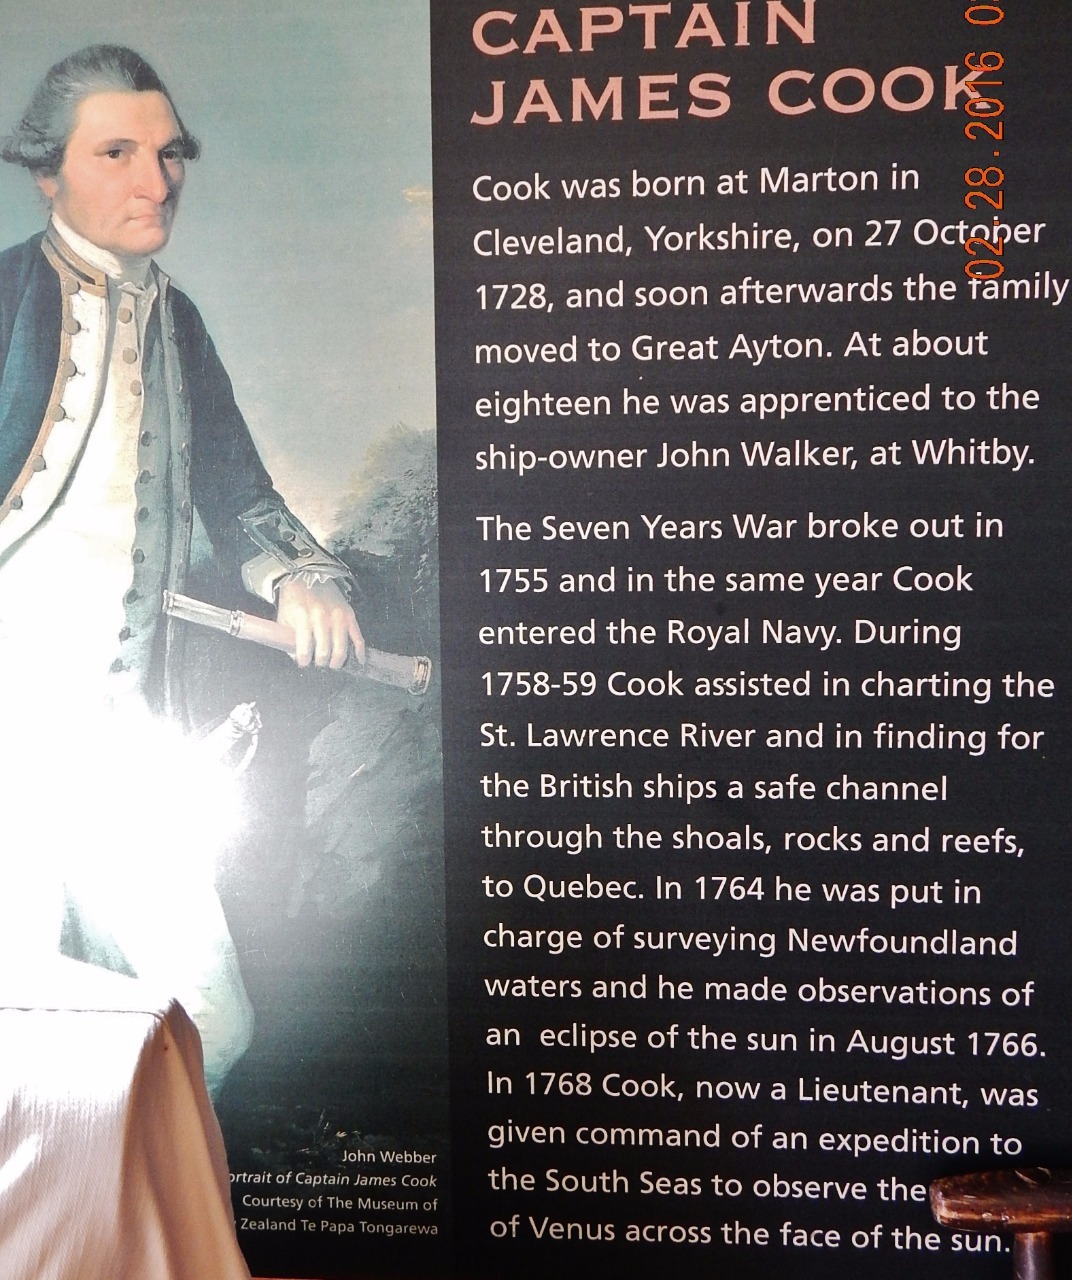 CAPTAIN
JAMES COOK
Cook was born at Marton in
Cleveland, Yorkshire, on 27 October
1728, and soon afterwards the family
moved to Great Ayton. At about
eighteen he was apprenticed to the
ship-owner John Walker, at Whitby.
The Seven Years War broke out in
1755 and in the same year Cook
entered the Royal Navy. During
1758-59 Cook assisted in charting the
St. Lawrence River and in finding for
the British ships a safe channel
through the shoals, rocks and reefs,
to Quebec. In 1764 he was put in
charge of surveying Newfoundland
waters and he made observations of
an eclipse of the sun in August 1766.
In 1768 Cook, now a Lieutenant, was
given command of an expedition to
the South Seas to observe the
of Venus across the face of the sun.
John Webber
of Captain James Cook
Courtesy of The Museum of
Zealand Te Papa Tongarewa
02.28.2016